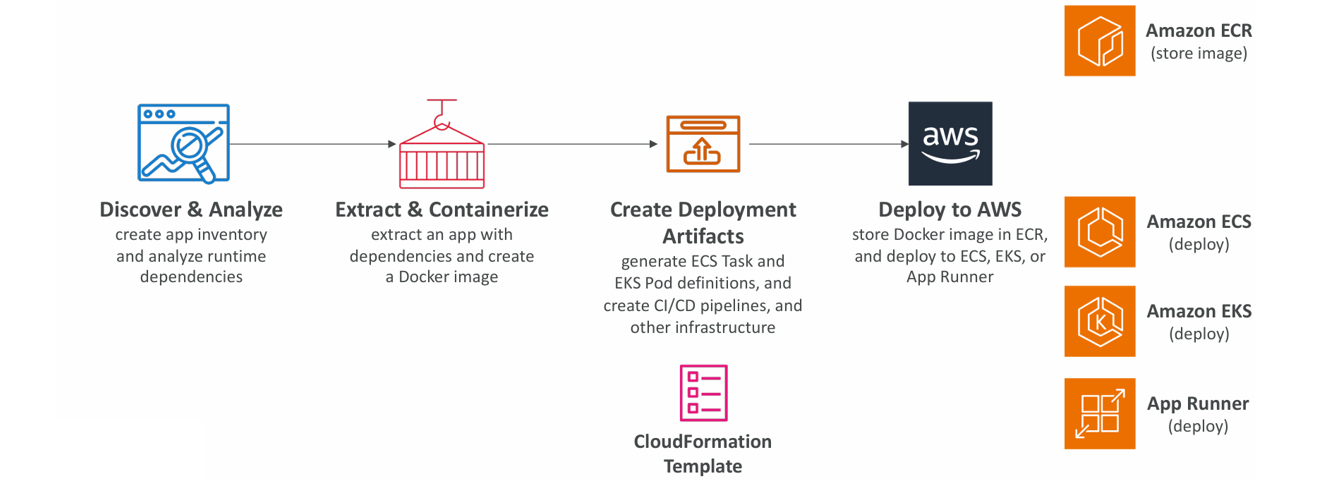 Discover & Analyze
create app inventory
and analyze runtime
dependencies
Extract & Containerize
extract an app with
dependencies and create
a Docker image
Create Deployment
Artifacts
generate ECS Task and
EKS Pod definitions, and
create CI/CD pipelines, and
other infrastructure
CloudFormation
Template
aws
Deploy to AWS
store Docker image in ECR,
and deploy to ECS, EKS, or
App Runner
Amazon ECR
(store image)
Amazon ECS
(deploy)
K
Amazon EKS
(deploy)
App Runner
(deploy)